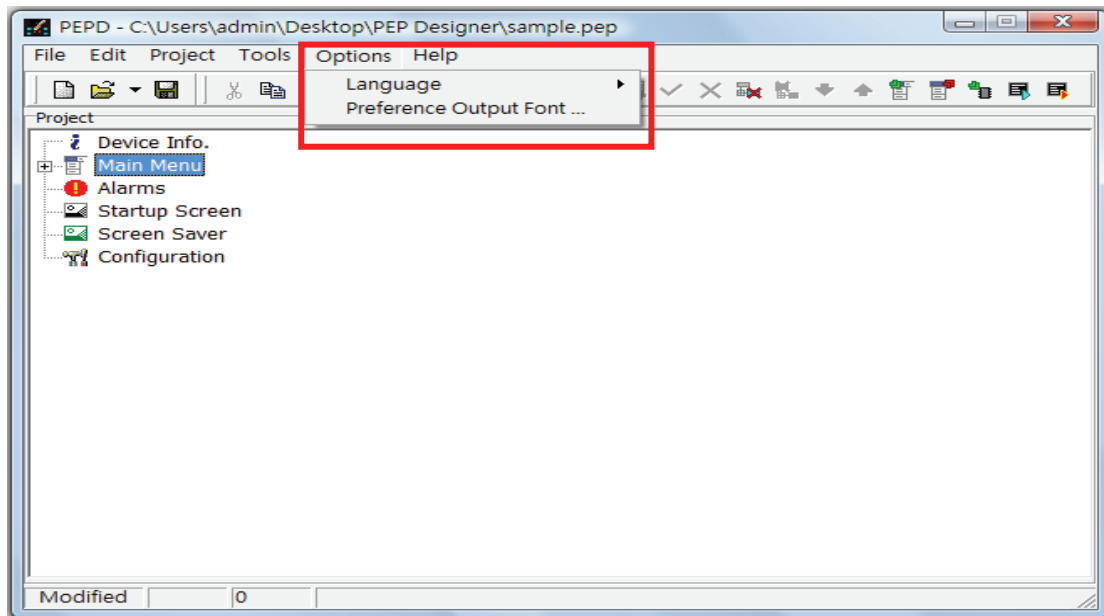 PEPD - C:\Users\admin\Desktop\PEP Designer\sample.pep
File Edit Project Tools Options Help
Language
Preference Output Font ...
Project
Device Info.
Main Menu
Alarms
Startup Screen
Screen Saver
Configuration
Modified 0